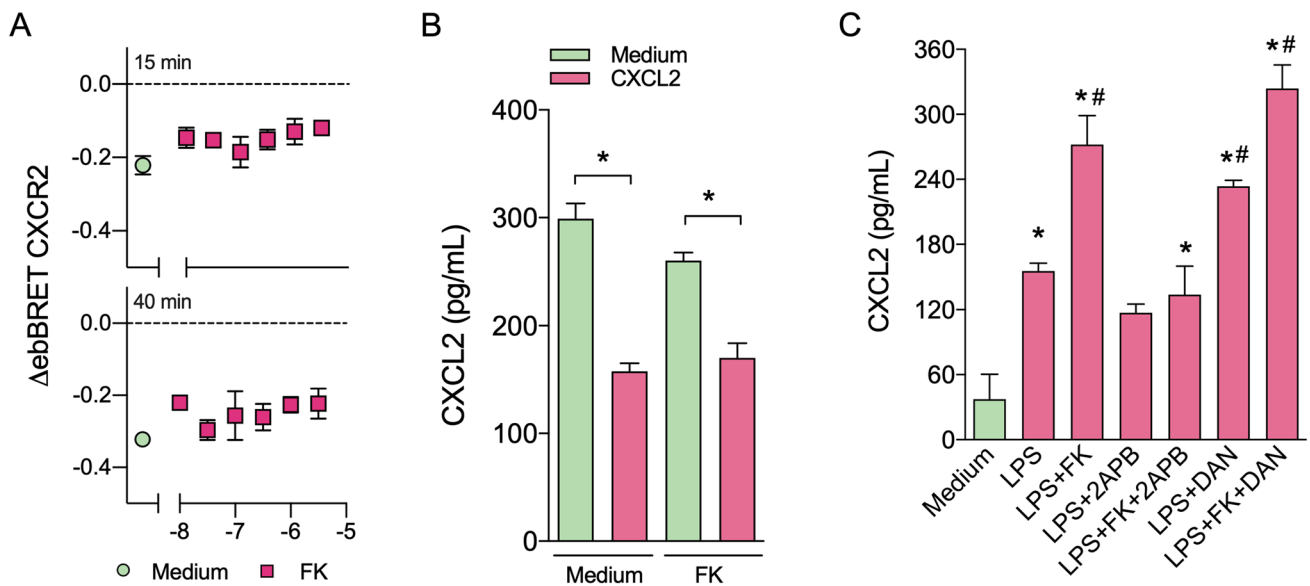 A
15 min
0.0
-0.2
-0.4
40 min
0.0
-0.2
-0.4
-8 -7 -6 -5
ΔebBRET CXCR2
Medium FK
B
Medium
CXCL2
CXCL2 (pg/mL)
400
300
200
100
0
* *
Medium FK
C
CXCL2 (pg/mL)
360
300
240
180
120
60
0
*
*#
*
*#
*#
Medium
LPS
LPS+FK
LPS+2APB
LPS+FK+2APB
LPS+DAN
LPS+FK+DAN